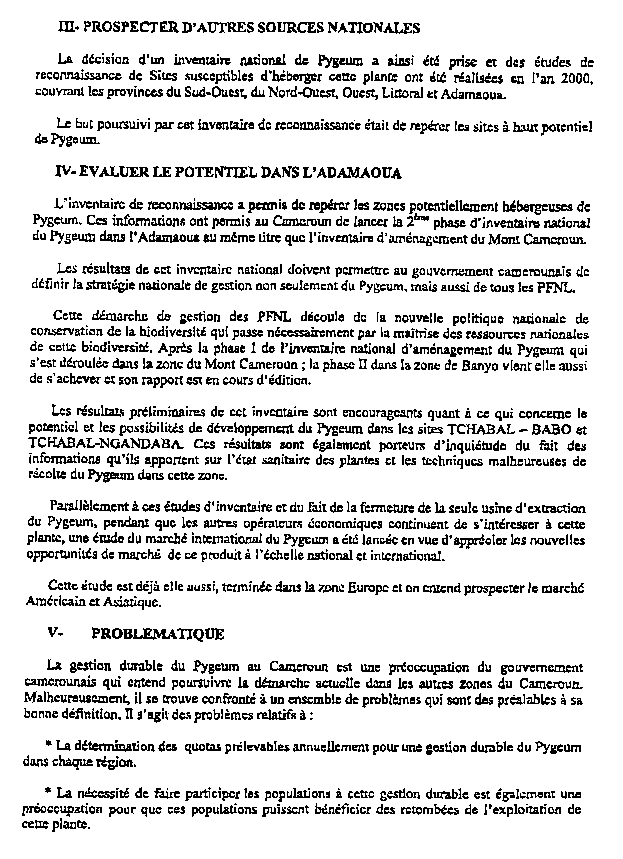 III- PROSPECTER D'AUTRES SOURCES NATIONALES
La décision d'un inventaire national de Pygeum a ainsi été prise et des études de
reconnaissance de Sites susceptibles d'héberger cette plante ont été réalisées en l'an 2000,
couvrant les provinces du Sud-Ouest, du Nord-Ouest, Ouest, Littoral et Adamaoua.
Le but poursuivi par cet inventaire de reconnaissance était de repérer les sites à haut potentiel
de Pygeum.
IV- EVALUER LE POTENTIEL DANS L'ADAMAOUA
L'inventaire de reconnaissance a permis de repérer les zones potentiellement hébergeuses de
Pygeum. Ces informations ont permis au Cameroun de lancer la 2ème phase d'inventaire national
du Pygeum dans l'Adamaoua au même titre que l'inventaire d'aménagement du Mont Cameroun.
Les résultats de cet inventaire national doivent permettre au gouvernement camerounais de
définir la stratégie nationale de gestion non seulement du Pygeum, mais aussi de tous les PFNL.
Cette démarche de gestion des PFNL découle de la nouvelle politique nationale de
conservation de la biodiversité qui passe nécessairement par la maîtrise des ressources nationales
de cette biodiversité. Après la phase I de l'inventaire national d'aménagement du Pygeum qui
s'est déroulée dans la zone du Mont Cameroun ; la phase II dans la zone de Banyo vient elle aussi
de s'achever et son rapport est en cours d'édition.
Les résultats préliminaires de cet inventaire sont encourageants quant à ce qui concerne le
potentiel et les possibilités de développement du Pygeum dans les sites TCHABAL – BABO et
TCHABAL-NGANDABA. Ces résultats sont également porteurs d'inquiétude du fait des
informations qu'ils apportent sur l'état sanitaire des plantes et les techniques malheureuses de
récolte du Pygeum dans cette zone.
Parallèlement à ces études d'inventaire et du fait de la fermeture de la seule usine d'extraction
du Pygeum, pendant que les autres opérateurs économiques continuent de s'intéresser à cette
plante, une étude du marché international du Pygeum a été lancée en vue d'apprécier les nouvelles
opportunités de marché de ce produit à l'échelle national et international.
Cette étude est déjà elle aussi, terminée dans la zone Europe et on entend prospecter le marché
Américain et Asiatique.
V- PROBLEMATIQUE
La gestion durable du Pygeum au Cameroun est une préoccupation du gouvernement
camerounais qui entend poursuivre la démarche actuelle dans les autres zones du Cameroun.
Malheureusement, il se trouve confronté à un ensemble de problèmes qui sont des préalables à sa
bonne définition. Il s'agit des problèmes relatifs à :
* La détermination des quotas prélevables annuellement pour une gestion durable du Pygeum
dans chaque région.
* La nécessité de faire participer les populations à cette gestion durable est également une
préoccupation pour que ces populations puissent bénéficier des retombées de l'exploitation de
cette plante.